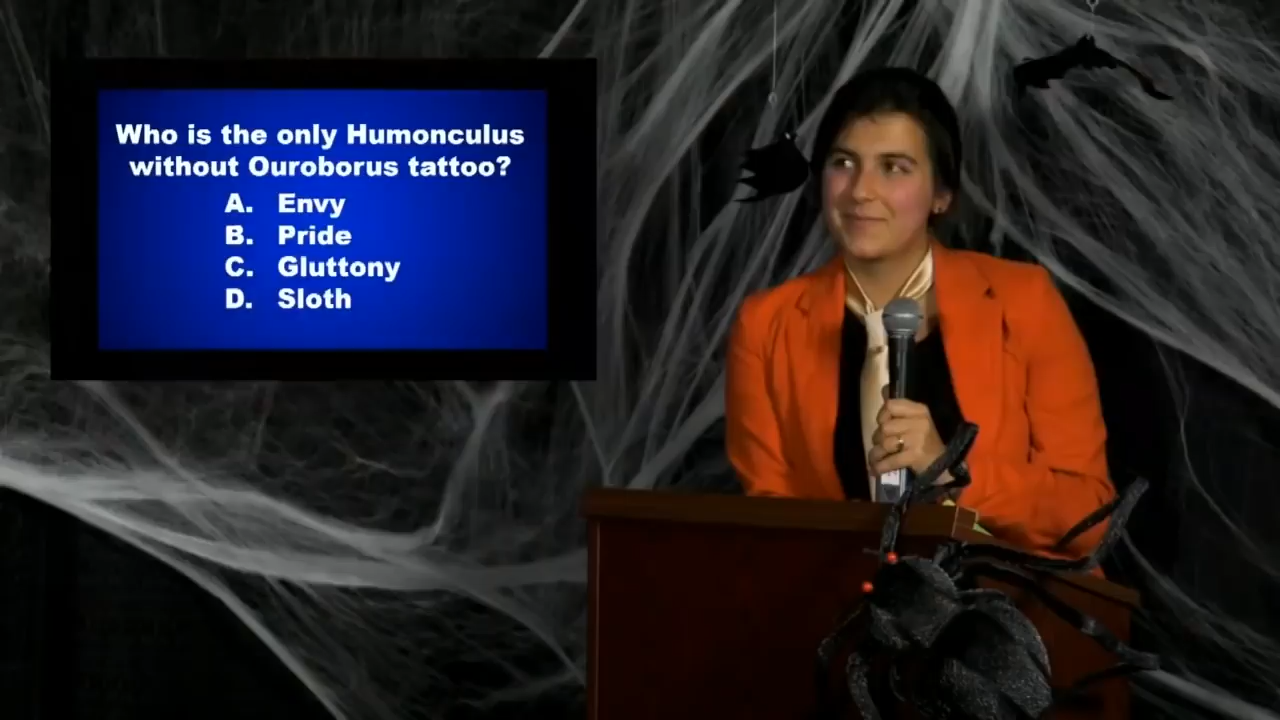 Who is the only Humonculus
without Ouroborus tattoo?
A. Envy
B. Pride
C. Gluttony
D. Sloth